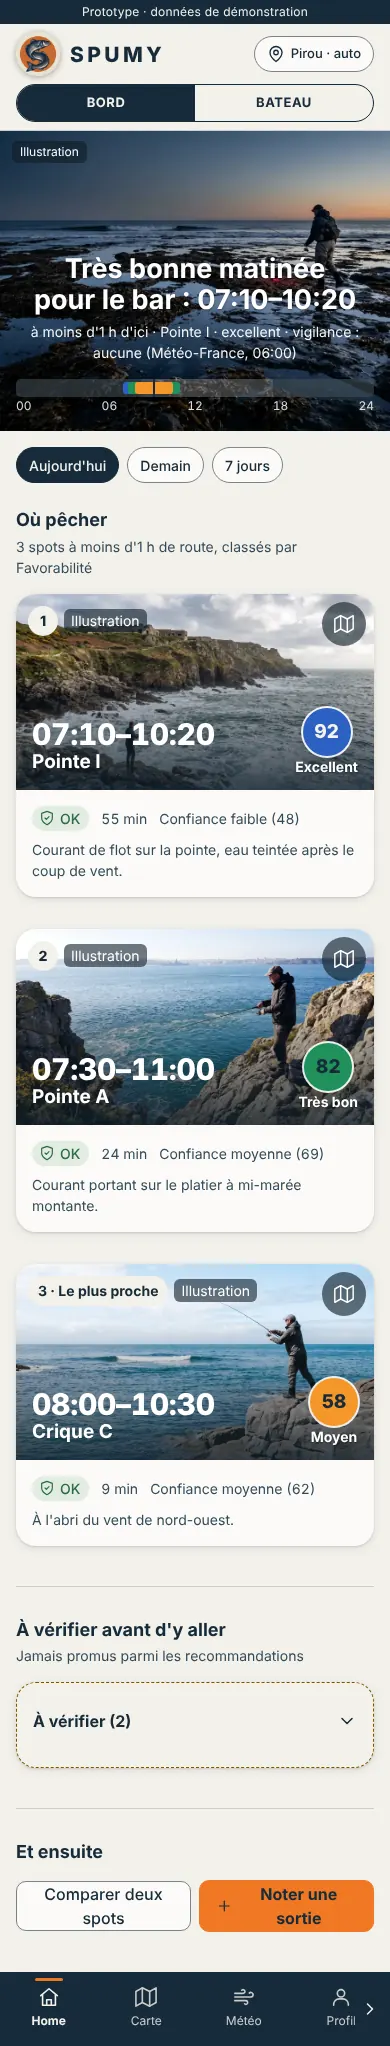 Prototype · données de démonstration
SPUMY
Pirou · auto
BORD
BATEAU
Illustration
Très bonne matinée
pour le bar : 07:10–10:20
à moins d'1 h d'ici · Pointe I · excellent · vigilance :
aucune (Météo-France, 06:00)
00 06 12 18 24
Aujourd'hui
Demain
7 jours
Où pêcher
3 spots à moins d'1 h de route, classés par
Favorabilité
1
Illustration
07:10–10:20
Pointe I
92
Excellent
OK
55 min
Confiance faible (48)
Courant de flot sur la pointe, eau teintée après le
coup de vent.
2
Illustration
07:30–11:00
Pointe A
82
Très bon
OK
24 min
Confiance moyenne (69)
Courant portant sur le platier à mi-marée
montante.
3 · Le plus proche
Illustration
08:00–10:30
Crique C
58
Moyen
OK
9 min
Confiance moyenne (62)
À l'abri du vent de nord-ouest.
À vérifier avant d'y aller
Jamais promus parmi les recommandations
À vérifier (2)
Et ensuite
Comparer deux
spots
Noter une
sortie
Home
Carte
Météo
Profil